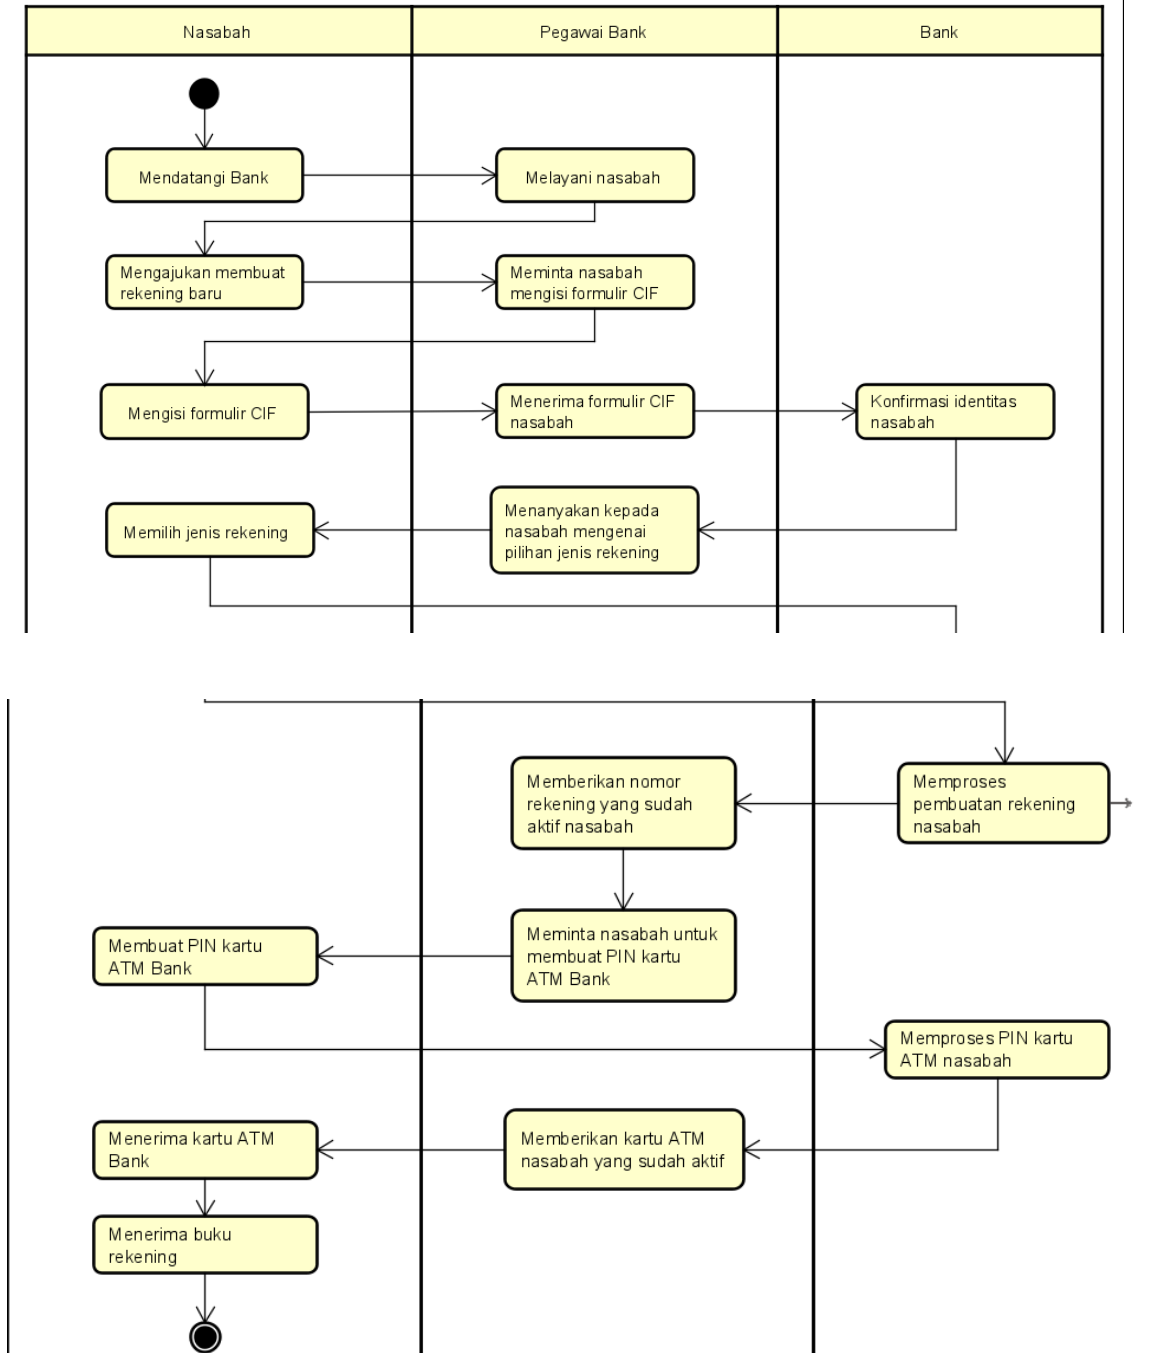 Nasabah
Pegawai Bank
Bank
Mendatangi Bank
Melayani nasabah
Mengajukan membuat
rekening baru
Meminta nasabah
mengisi formulir CIF
Mengisi formulir CIF
Menerima formulir CIF
nasabah
Konfirmasi identitas
nasabah
Memilih jenis rekening
Menanyakan kepada
nasabah mengenai
pilihan jenis rekening
Memberikan nomor
rekening yang sudah
aktif nasabah
Memproses
pembuatan rekening
nasabah
Membuat PIN kartu
ATM Bank
Meminta nasabah untuk
membuat PIN kartu
ATM Bank
Memproses PIN kartu
ATM nasabah
Menerima kartu ATM
Bank
Memberikan kartu ATM
nasabah yang sudah aktif
Menerima buku
rekening